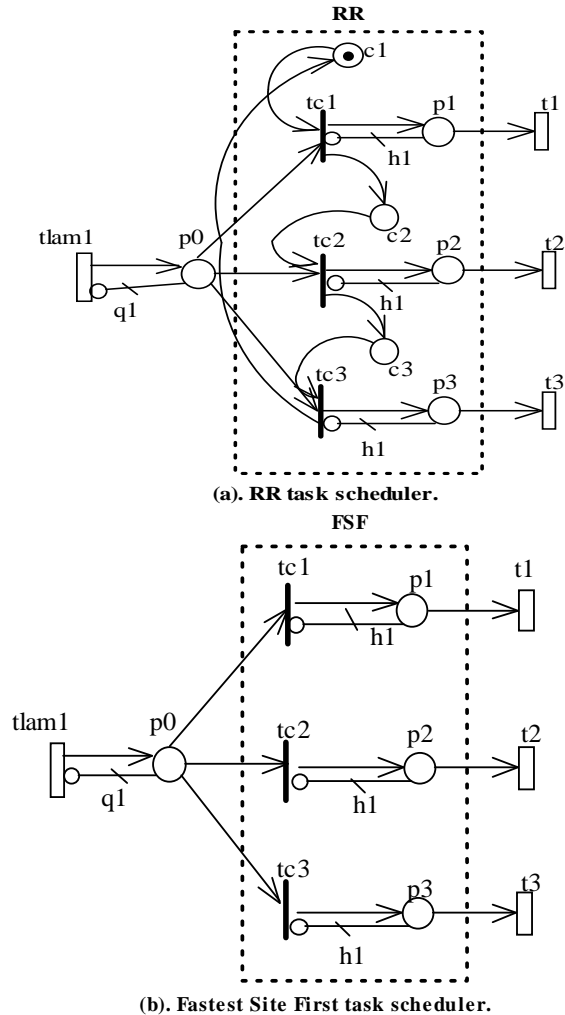 RR
c1
tc1
p1
t1
h1
tlam1
p0
c2
tc2
p2
t2
q1
h1
c3
tc3
p3
t3
h1
(a). RR task scheduler.
FSF
tc1
p1
t1
h1
tlam1
p0
tc2
p2
t2
q1
h1
tc3
p3
t3
h1
(b). Fastest Site First task scheduler.